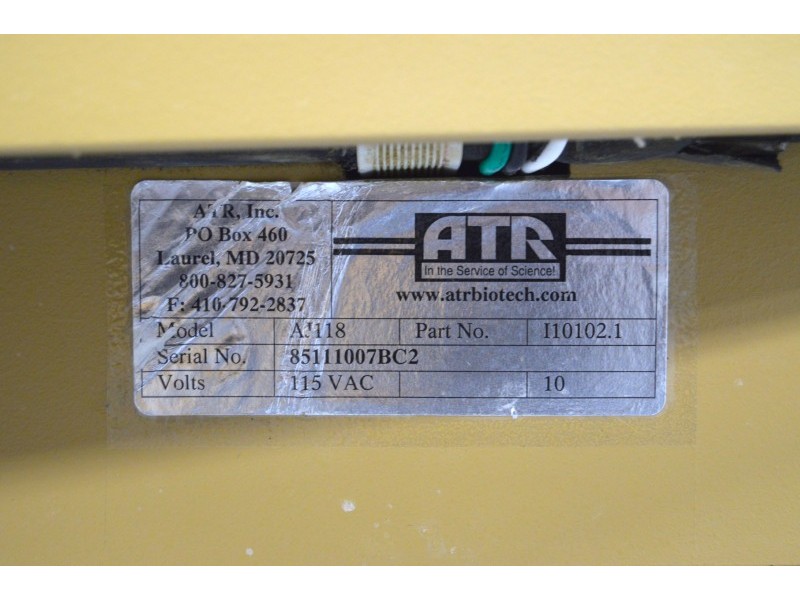 ATR, Inc.
PO Box 460
Laurel, MD 20725
800-827-5931
F: 410-792-2837
ATR
In the Service of Science!
www.atrbiotech.com
Model AJ118 Part No. I10102.1
Serial No. 85111007BC2
Volts 115 VAC 10